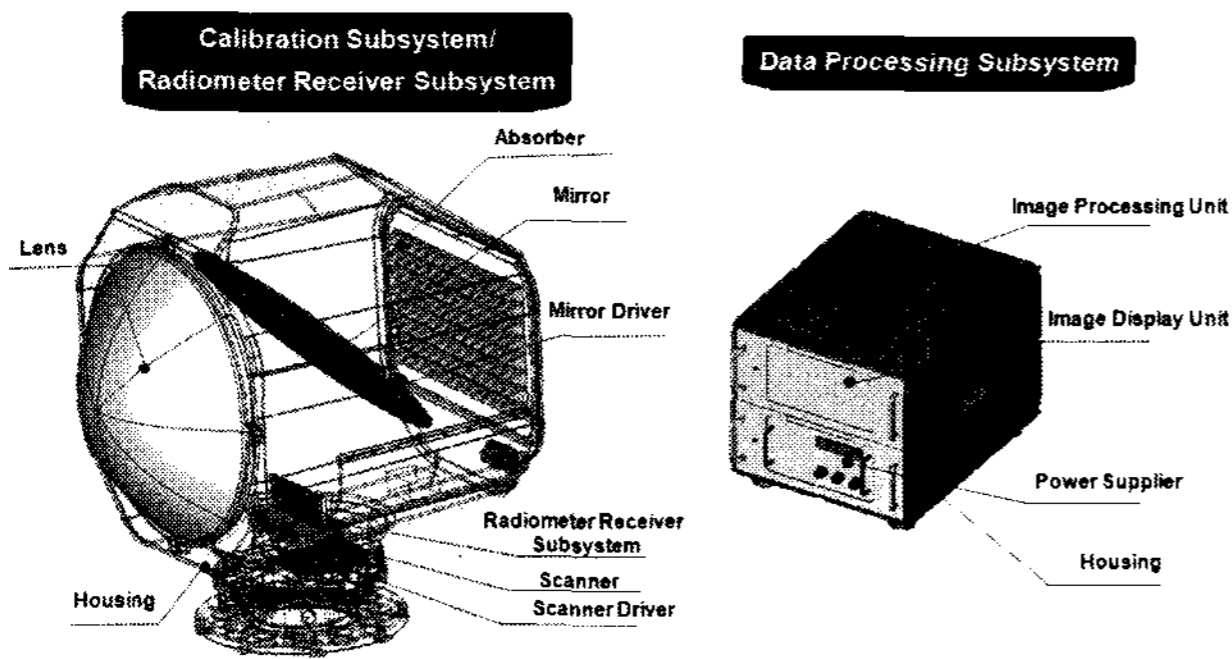 Calibration Subsystem/
Radiometer Receiver Subsystem
Data Processing Subsystem
Absorber
Mirror
Lens
Mirror Driver
Radiometer Receiver
Subsystem
Scanner
Scanner Driver
Housing
Image Processing Unit
Image Display Unit
Power Supplier
Housing